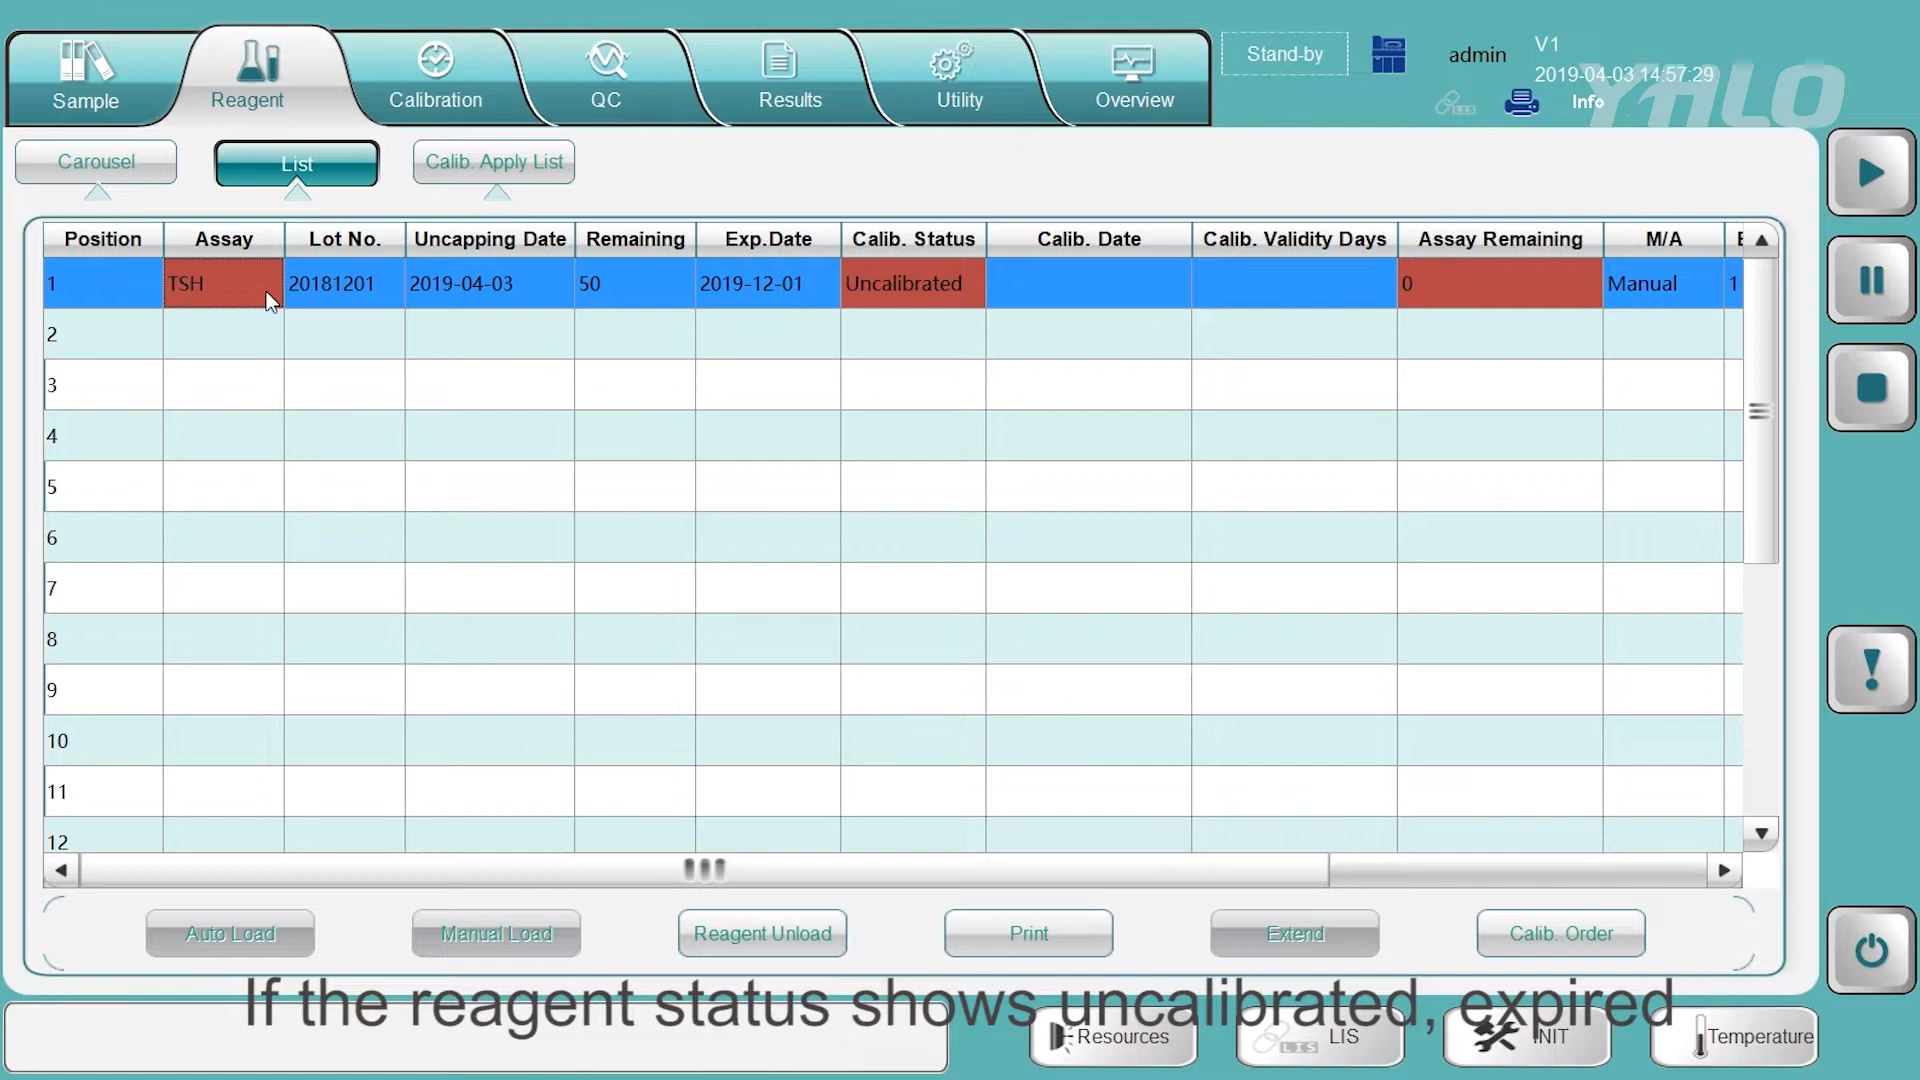 Sample
Reagent
Calibration
QC
Results
Utility
Overview
Stand-by
admin
V1
2019-04-03 14:57:29
LIS
Info
YHLO
Carousel
List
Calib. Apply List
Position Assay Lot No. Uncapping Date Remaining Exp.Date Calib. Status Calib. Date Calib. Validity Days Assay Remaining M/A
1 TSH 20181201 2019-04-03 50 2019-12-01 Uncalibrated 0 Manual 1
2
3
4
5
6
7
8
9
10
11
12
Auto Load
Manual Load
Reagent Unload
Print
Extend
Calib. Order
If the reagent status shows uncalibrated, expired
Resources
LIS
LIS
INIT
Temperature